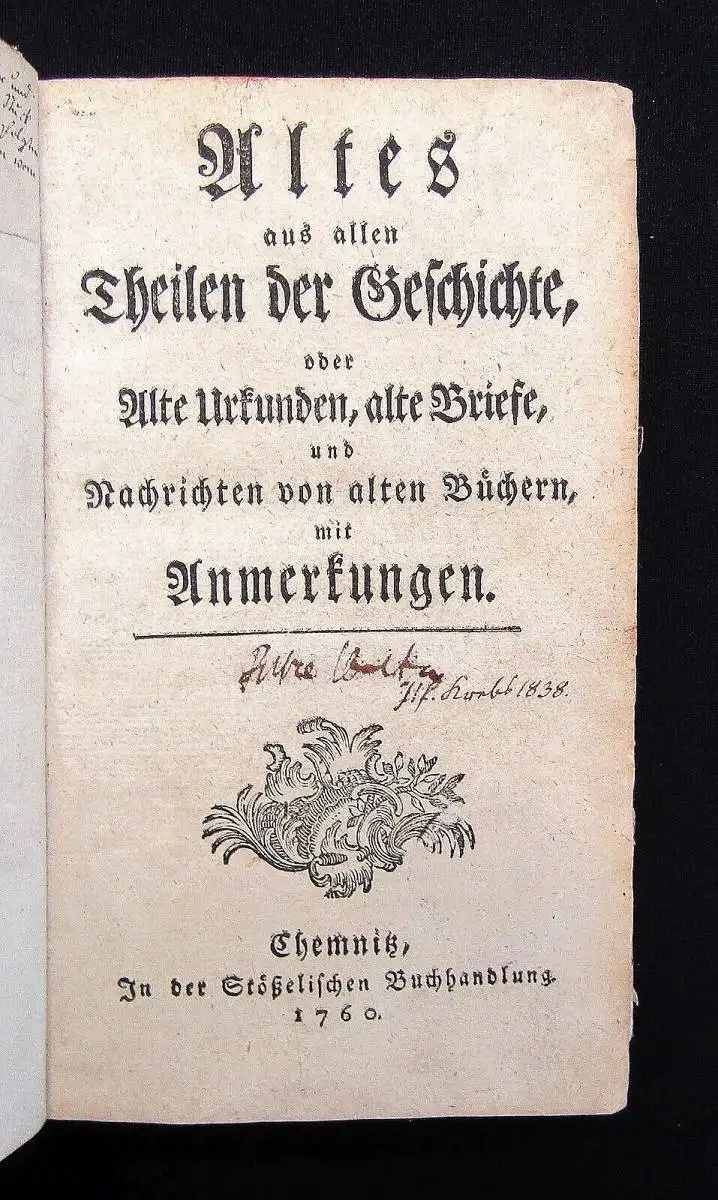 Altes
aus allen
Theilen der Geschichte,
oder
Alte Urkunden, alte Briefe,
und
Nachrichten von alten Büchern,
mit
Anmerkungen.
1838.
Chemnitz,
In der Stößelischen Buchhandlung.
1760.